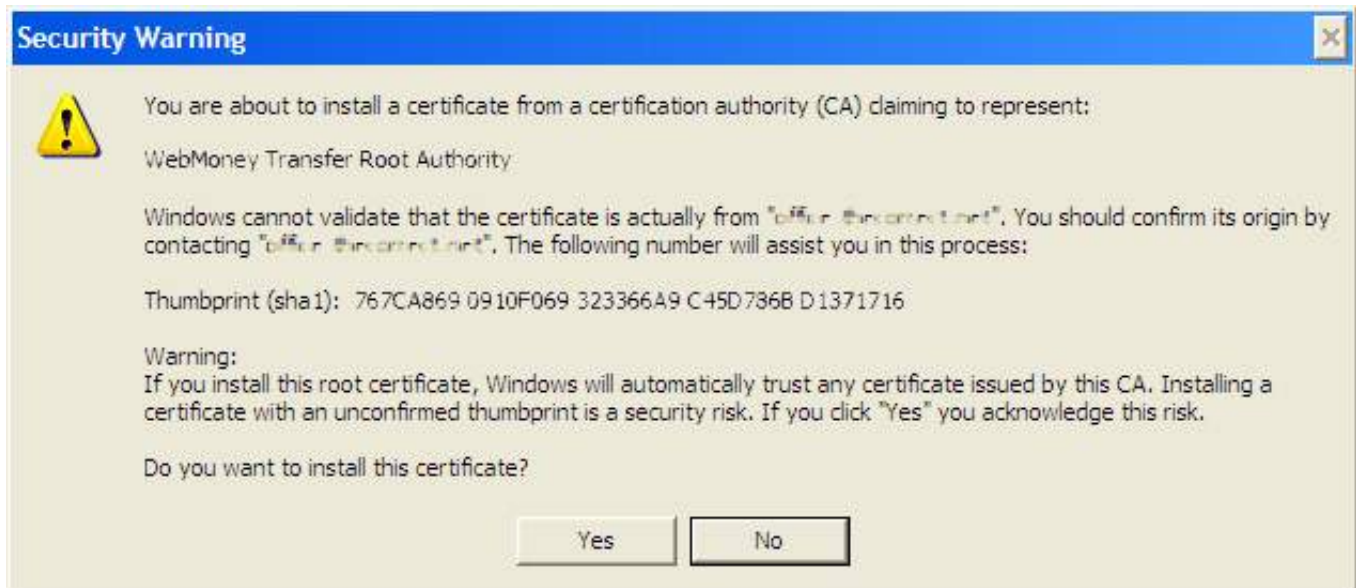 Security Warning
You are about to install a certificate from a certification authority (CA) claiming to represent:
WebMoney Transfer Root Authority
Windows cannot validate that the certificate is actually from "". You should confirm its origin by
contacting "". The following number will assist you in this process:
Thumbprint (sha1): 767CA869 0910F069 323366A9 C45D786B D1371716
Warning:
If you install this root certificate, Windows will automatically trust any certificate issued by this CA. Installing a
certificate with an unconfirmed thumbprint is a security risk. If you click "Yes" you acknowledge this risk.
Do you want to install this certificate?
Yes
No